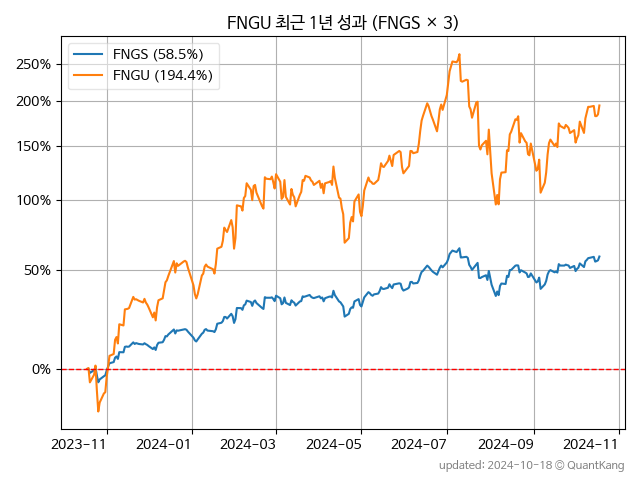 FNGU 최근 1년 성과 (FNGS × 3)
FNGS (58.5%)
FNGU (194.4%)
250%
200%
150%
100%
50%
0%
2023-11 2024-01 2024-03 2024-05 2024-07 2024-09 2024-11
updated: 2024-10-18 © QuantKang